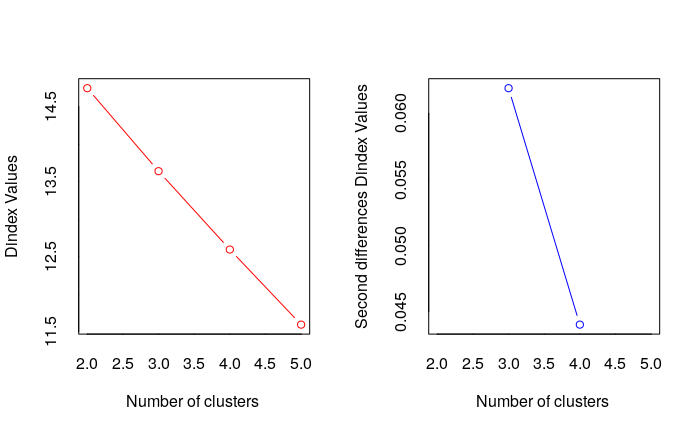 DIndex Values
14.5
13.5
12.5
11.5
2.0 2.5 3.0 3.5 4.0 4.5 5.0
Number of clusters
Second differences DIndex Values
0.060
0.055
0.050
0.045
2.0 2.5 3.0 3.5 4.0 4.5 5.0
Number of clusters